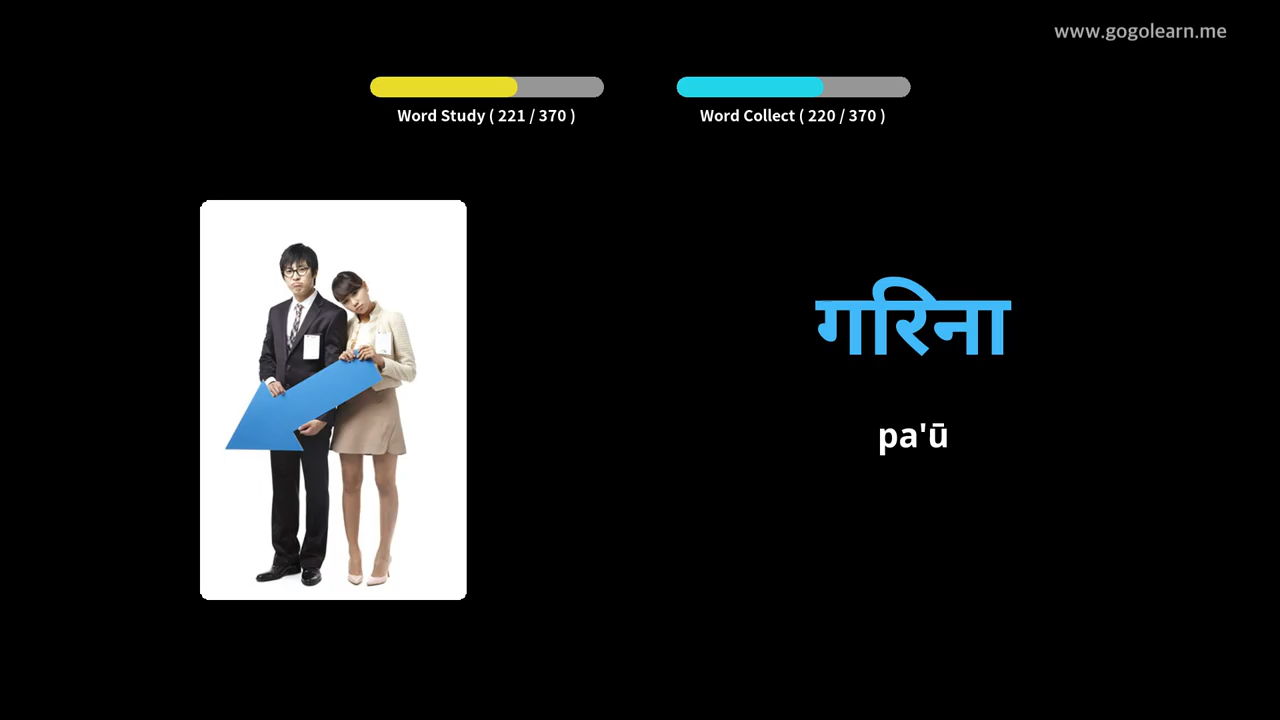 www.gogolearn.me
Word Study ( 221 / 370 )
Word Collect ( 220 / 370 )
गरिना
pa'ū